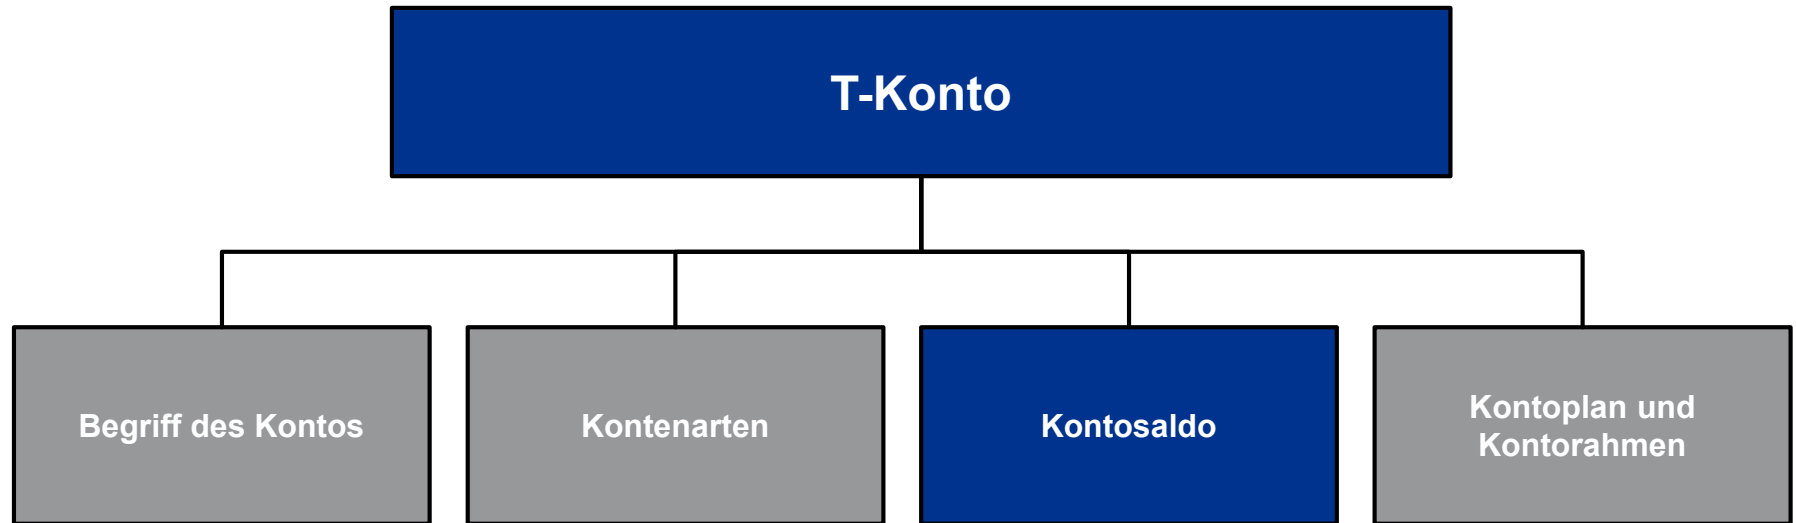 T-Konto
Begriff des Kontos
Kontenarten
Kontosaldo
Kontoplan und
Kontorahmen